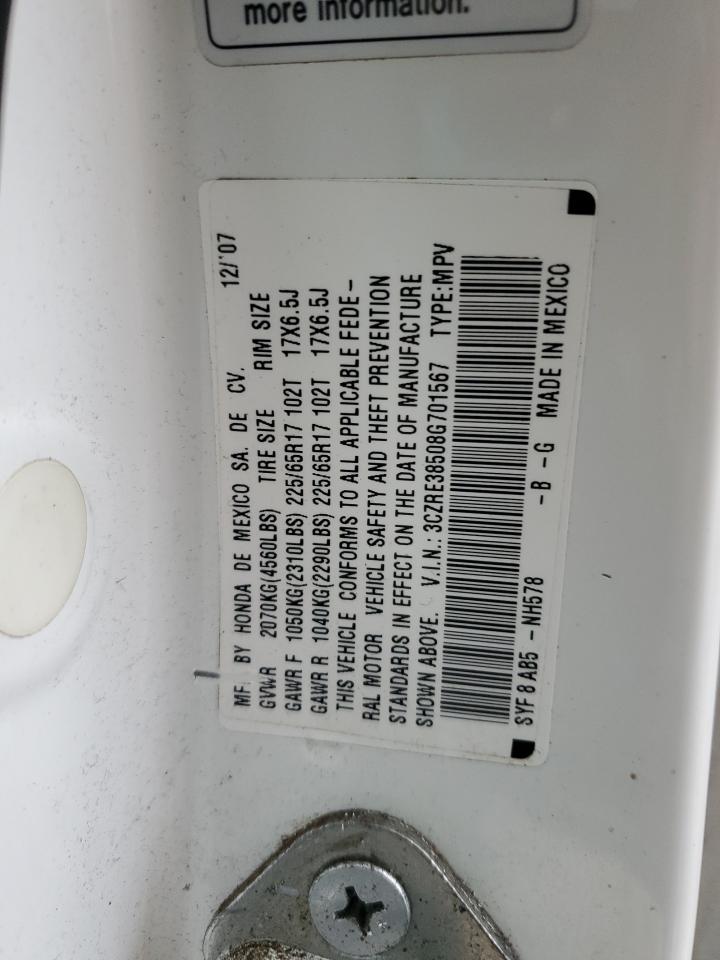 more information.
MF. BY HONDA DE MEXICO SA. DE CV. 12/'07
GVWR 2070KG(4560LBS) TIRE SIZE RIM SIZE
GAWR F 1050KG(2310LBS) 225/65R17 102T 17X6.5J
GAWR R 1040KG(2290LBS) 225/65R17 102T 17X6.5J
THIS VEHICLE CONFORMS TO ALL APPLICABLE FEDE-
RAL MOTOR VEHICLE SAFETY AND THEFT PREVENTION
STANDARDS IN EFFECT ON THE DATE OF MANUFACTURE
SHOWN ABOVE. V.I.N.: 3CZRE38508G701567 TYPE:MPV
SYF 8 AB5 -NH578 -B -G MADE IN MEXICO